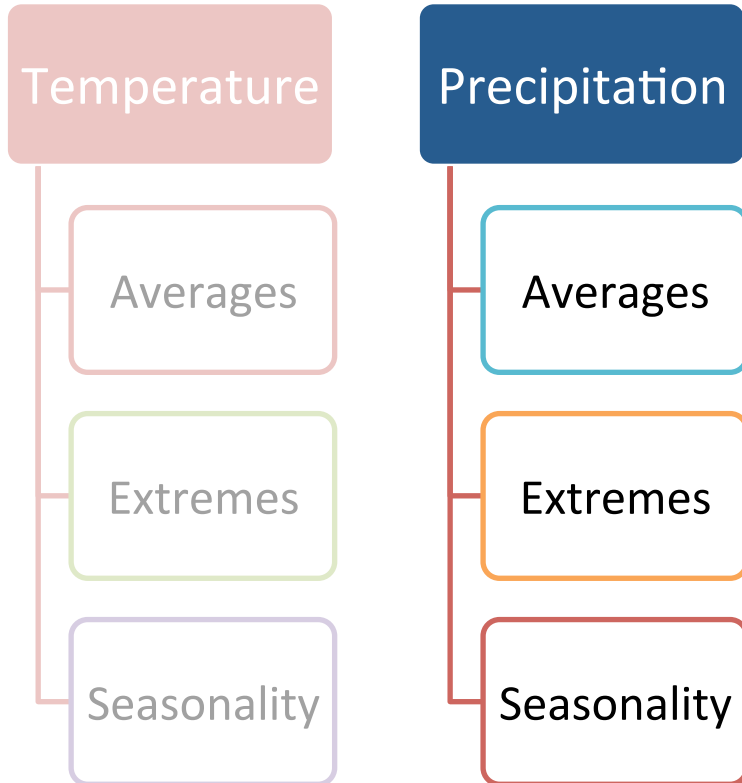 Temperature
Averages
Extremes
Seasonality
Precipitation
Averages
Extremes
Seasonality